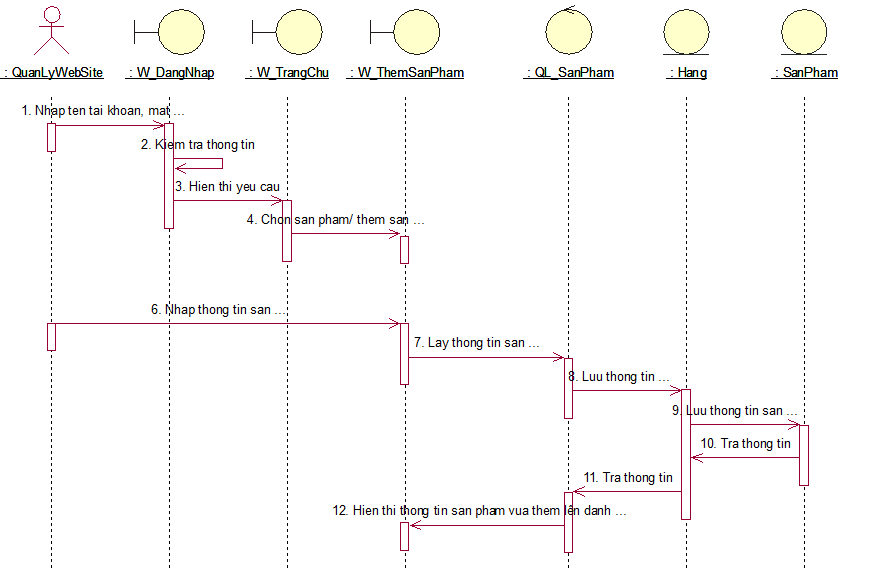 : QuanLyWebSite
: W_DangNhap
: W_TrangChu
: W_ThemSanPham
: QL_SanPham
: Hang
: SanPham
1. Nhap ten tai khoan, mat ...
2. Kiem tra thong tin
3. Hien thi yeu cau
4. Chon san pham/ them san ...
6. Nhap thong tin san ...
7. Lay thong tin san ...
8. Luu thong tin ...
9. Luu thong tin san ...
10. Tra thong tin
11. Tra thong tin
12. Hien thi thong tin san pham vua them lên danh ...